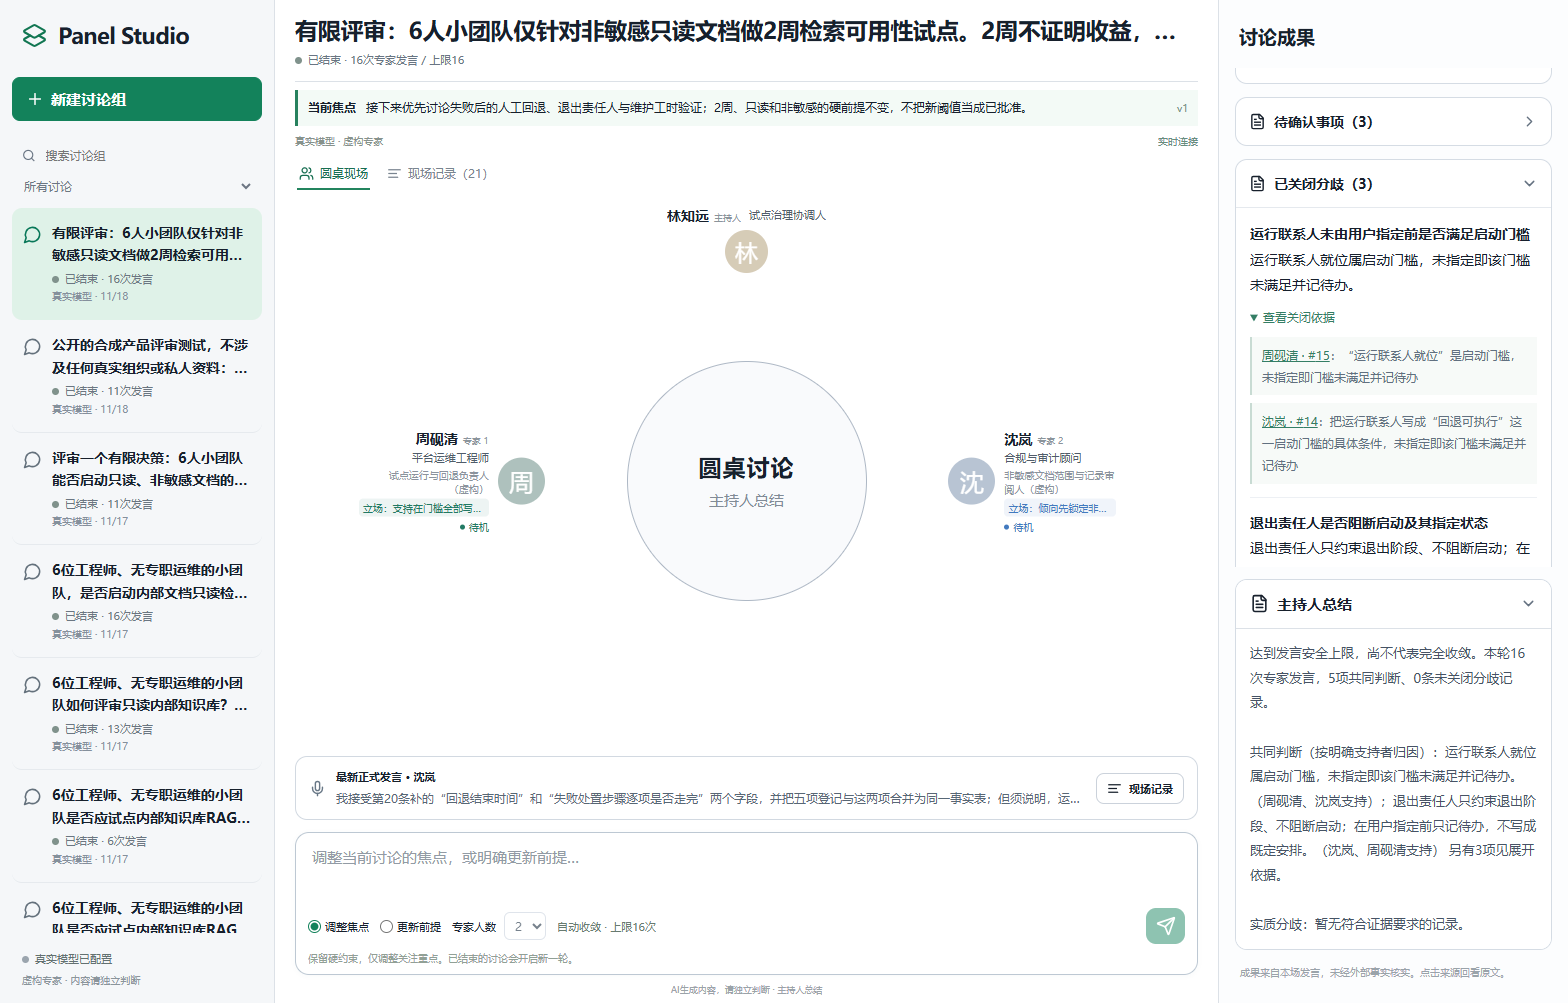 Panel Studio
新建讨论组
搜索讨论组
所有讨论
有限评审：6人小团队仅针对非
敏感只读文档做2周检索可用...
已结束 · 16次发言
真实模型 · 11/18
公开的合成产品评审测试，不涉
及任何真实组织或私人资料：...
已结束 · 11次发言
真实模型 · 11/18
评审一个有限决策：6人小团队
能否启动只读、非敏感文档的...
已结束 · 11次发言
真实模型 · 11/17
6位工程师、无专职运维的小团
队，是否启动内部文档只读检...
已结束 · 16次发言
真实模型 · 11/17
6位工程师、无专职运维的小团
队如何评审只读内部知识库？...
已结束 · 13次发言
真实模型 · 11/17
6位工程师、无专职运维的小团
队是否应试点内部知识库RAG...
已结束 · 6次发言
真实模型 · 11/17
6位工程师、无专职运维的小团
队是否应试点内部知识库RAG
真实模型已配置
虚构专家 · 内容请独立判断
有限评审：6人小团队仅针对非敏感只读文档做2周检索可用性试点。2周不证明收益，...
已结束 · 16次专家发言 / 上限16
当前焦点 接下来优先讨论失败后的人工回退、退出责任人与维护工时验证；2周、只读和非敏感的硬前提不变，不把新阈值当成已批准。 v1
真实模型 · 虚构专家
实时连接
圆桌现场
现场记录（21）
林知远 主持人 试点治理协调人
林
周砚清 专家 1
平台运维工程师
试点运行与回退负责人
（虚构）
立场：支持在门槛全部写...
待机
周
圆桌讨论
主持人总结
沈
沈岚 专家 2
合规与审计顾问
非敏感文档范围与记录审
阅人（虚构）
立场：倾向先锁定非...
待机
最新正式发言 • 沈岚
我接受第20条补的“回退结束时间”和“失败处置步骤逐项是否走完”两个字段，并把五项登记与这两项合并为同一事实表；但须说明，运...
现场记录
调整当前讨论的焦点，或明确更新前提...
调整焦点 更新前提 专家人数 2 自动收敛 · 上限16次
保留硬约束，仅调整关注重点。已结束的讨论会开启新一轮。
AI生成内容，请独立判断 · 主持人总结
讨论成果
待确认事项（3）
已关闭分歧（3）
运行联系人未由用户指定前是否满足启动门槛
运行联系人就位属启动门槛，未指定即该门槛
未满足并记待办。
查看关闭依据
周砚清 · #15：“运行联系人就位”是启动门槛，
未指定即门槛未满足并记待办
沈岚 · #14：把运行联系人写成“回退可执行”这
一启动门槛的具体条件，未指定即该门槛未满足并
记待办
退出责任人是否阻断启动及其指定状态
退出责任人只约束退出阶段、不阻断启动；在
主持人总结
达到发言安全上限，尚不代表完全收敛。本轮16
次专家发言，5项共同判断、0条未关闭分歧记
录。
共同判断（按明确支持者归因）：运行联系人就位
属启动门槛，未指定即该门槛未满足并记待办。
（周砚清、沈岚支持）；退出责任人只约束退出阶
段、不阻断启动；在用户指定前只记待办，不写成
既定安排。（沈岚、周砚清支持） 另有3项见展开
依据。
实质分歧：暂无符合证据要求的记录。
成果来自本场发言，未经外部事实核实。点击来源回看原文。